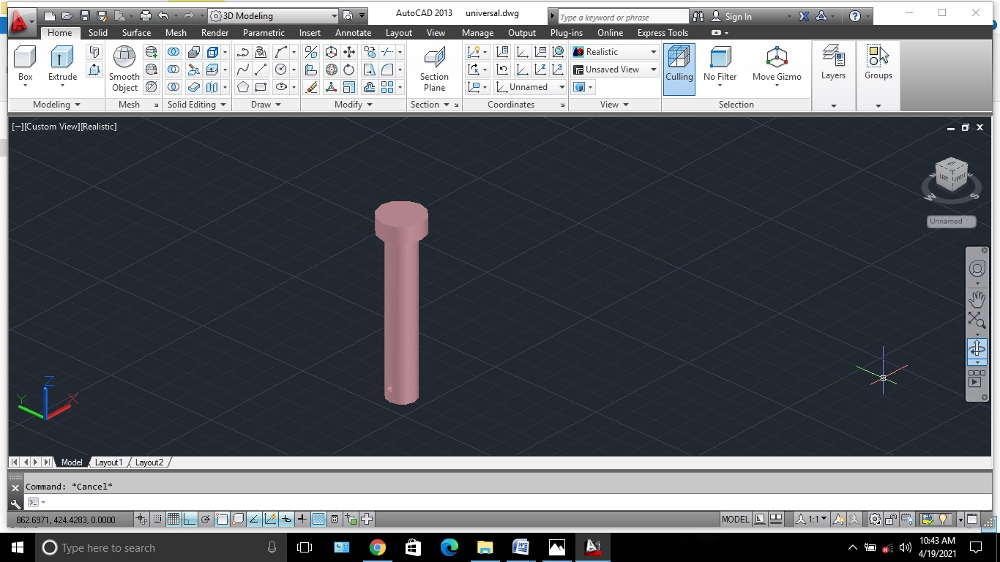 3D Modeling
AutoCAD 2013 universal.dwg
Type a keyword or phrase
Sign In
Home Solid Surface Mesh Render Parametric Insert Annotate Layout View Manage Output Plug-ins Online Express Tools
Box
Extrude
Smooth
Object
Section
Plane
Realistic
Unsaved View
Unnamed
Culling
No Filter
Move Gizmo
Layers
Groups
Modeling Mesh Solid Editing Draw Modify Section Coordinates View Selection
[−][Custom View][Realistic]
TOP
LEFT
FRONT
W
S
Unnamed
Z
Y
X
Model Layout1 Layout2
Command: *Cancel*
862.6971, 424.4283, 0.0000
MODEL
1:1
Type here to search
10:43 AM
4/19/2021